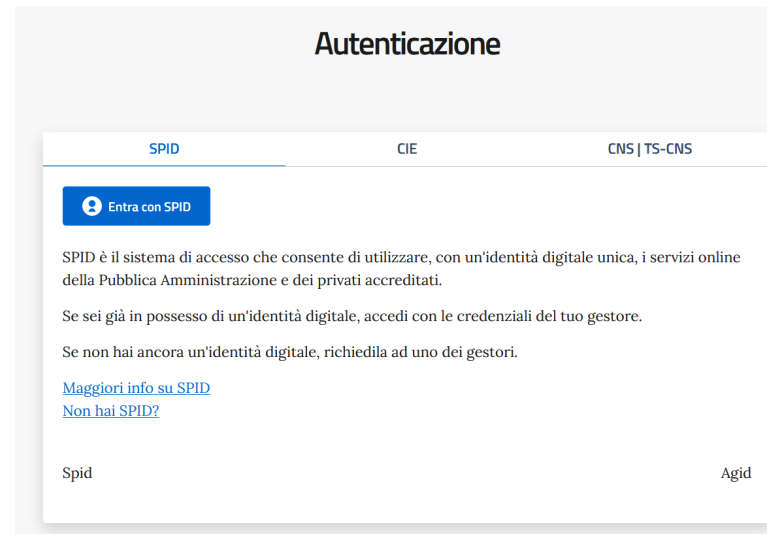 Autenticazione
SPID CIE CNS | TS-CNS
Entra con SPID
SPID è il sistema di accesso che consente di utilizzare, con un'identità digitale unica, i servizi online
della Pubblica Amministrazione e dei privati accreditati.
Se sei già in possesso di un'identità digitale, accedi con le credenziali del tuo gestore.
Se non hai ancora un'identità digitale, richiedila ad uno dei gestori.
Maggiori info su SPID
Non hai SPID?
Spid Agid